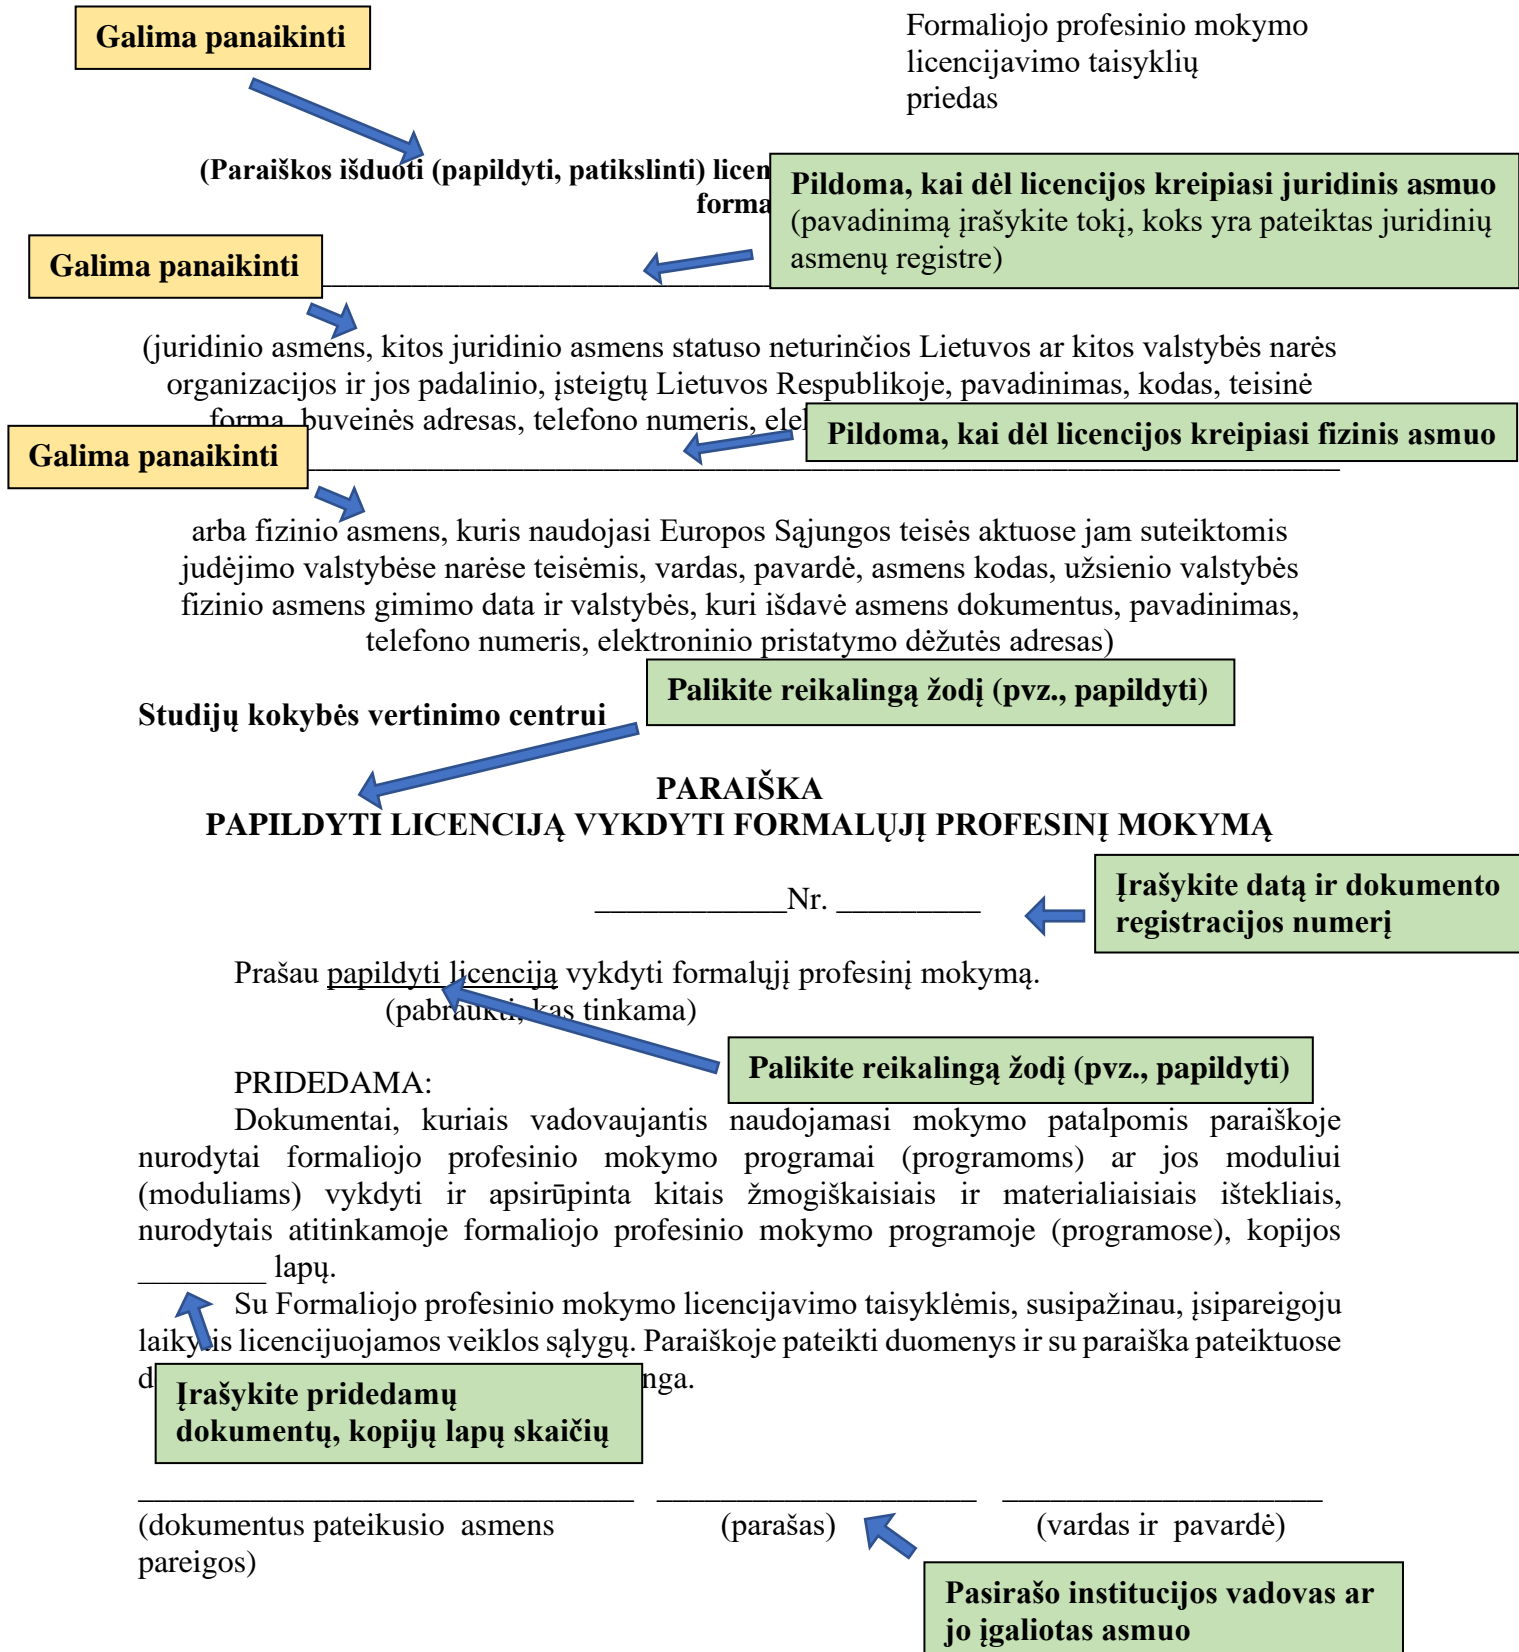 Galima panaikinti
Formaliojo profesinio mokymo
licencijavimo taisyklių
priedas
(Paraiškos išduoti (papildyti, patikslinti) licen
forma
Pildoma, kai dėl licencijos kreipiasi juridinis asmuo
(pavadinimą įrašykite tokį, koks yra pateiktas juridinių
asmenų registre)
Galima panaikinti ____________________________
(juridinio asmens, kitos juridinio asmens statuso neturinčios Lietuvos ar kitos valstybės narės
organizacijos ir jos padalinio, įsteigtų Lietuvos Respublikoje, pavadinimas, kodas, teisinė
forma, buveinės adresas, telefono numeris, elek
Pildoma, kai dėl licencijos kreipiasi fizinis asmuo
Galima panaikinti _________________________________________________________________
arba fizinio asmens, kuris naudojasi Europos Sąjungos teisės aktuose jam suteiktomis
judėjimo valstybėse narėse teisėmis, vardas, pavardė, asmens kodas, užsienio valstybės
fizinio asmens gimimo data ir valstybės, kuri išdavė asmens dokumentus, pavadinimas,
telefono numeris, elektroninio pristatymo dėžutės adresas)
Palikite reikalingą žodį (pvz., papildyti)
Studijų kokybės vertinimo centrui
PARAIŠKA
PAPILDYTI LICENCIJĄ VYKDYTI FORMALŲJĮ PROFESINĮ MOKYMĄ
____________Nr. _________
Įrašykite datą ir dokumento
registracijos numerį
Prašau papildyti licenciją vykdyti formalųjį profesinį mokymą.
(pabraukti, kas tinkama)
Palikite reikalingą žodį (pvz., papildyti)
PRIDEDAMA:
Dokumentai, kuriais vadovaujantis naudojamasi mokymo patalpomis paraiškoje
nurodytai formaliojo profesinio mokymo programai (programoms) ar jos moduliui
(moduliams) vykdyti ir apsirūpinta kitais žmogiškaisiais ir materialiaisiais ištekliais,
nurodytais atitinkamoje formaliojo profesinio mokymo programoje (programose), kopijos
________ lapų.
Su Formaliojo profesinio mokymo licencijavimo taisyklėmis, susipažinau, įsipareigoju
laikytis licencijuojamos veiklos sąlygų. Paraiškoje pateikti duomenys ir su paraiška pateiktuose
d nga.
Įrašykite pridedamų
dokumentų, kopijų lapų skaičių
_______________________________ ____________________ ____________________
(dokumentus pateikusio asmens (parašas) (vardas ir pavardė)
pareigos)
Pasirašo institucijos vadovas ar
jo įgaliotas asmuo